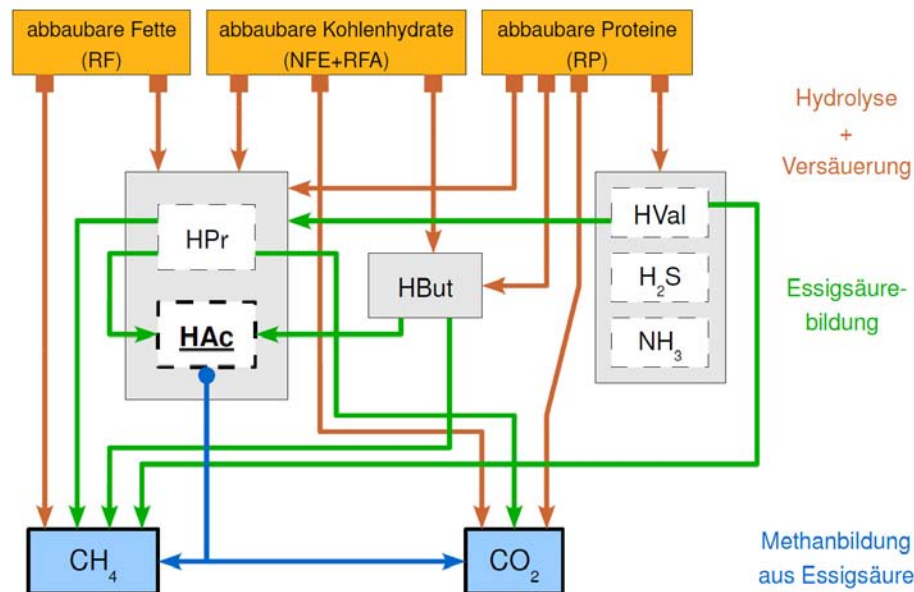 abbaubare Fette
(RF)
abbaubare Kohlenhydrate
(NFE+RFA)
abbaubare Proteine
(RP)
Hydrolyse
+
Versäuerung
HPr
HAc
HBut
HVal
H₂S
NH₃
Essigsäure-
bildung
CH₄
CO₂
Methanbildung
aus Essigsäure